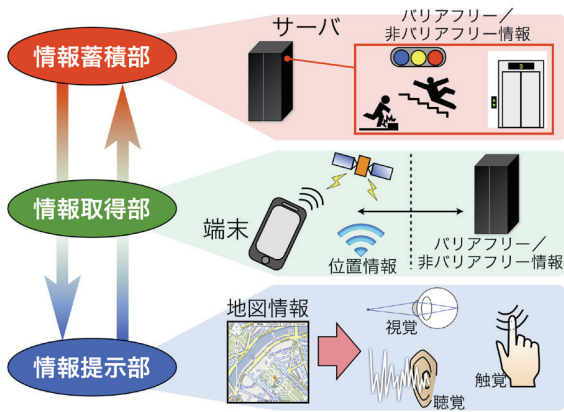 情報蓄積部
サーバ
バリアフリー／
非バリアフリー情報
3
情報取得部
端末
位置情報
バリアフリー／
非バリアフリー情報
情報提示部
地図情報
視覚
聴覚
触覚